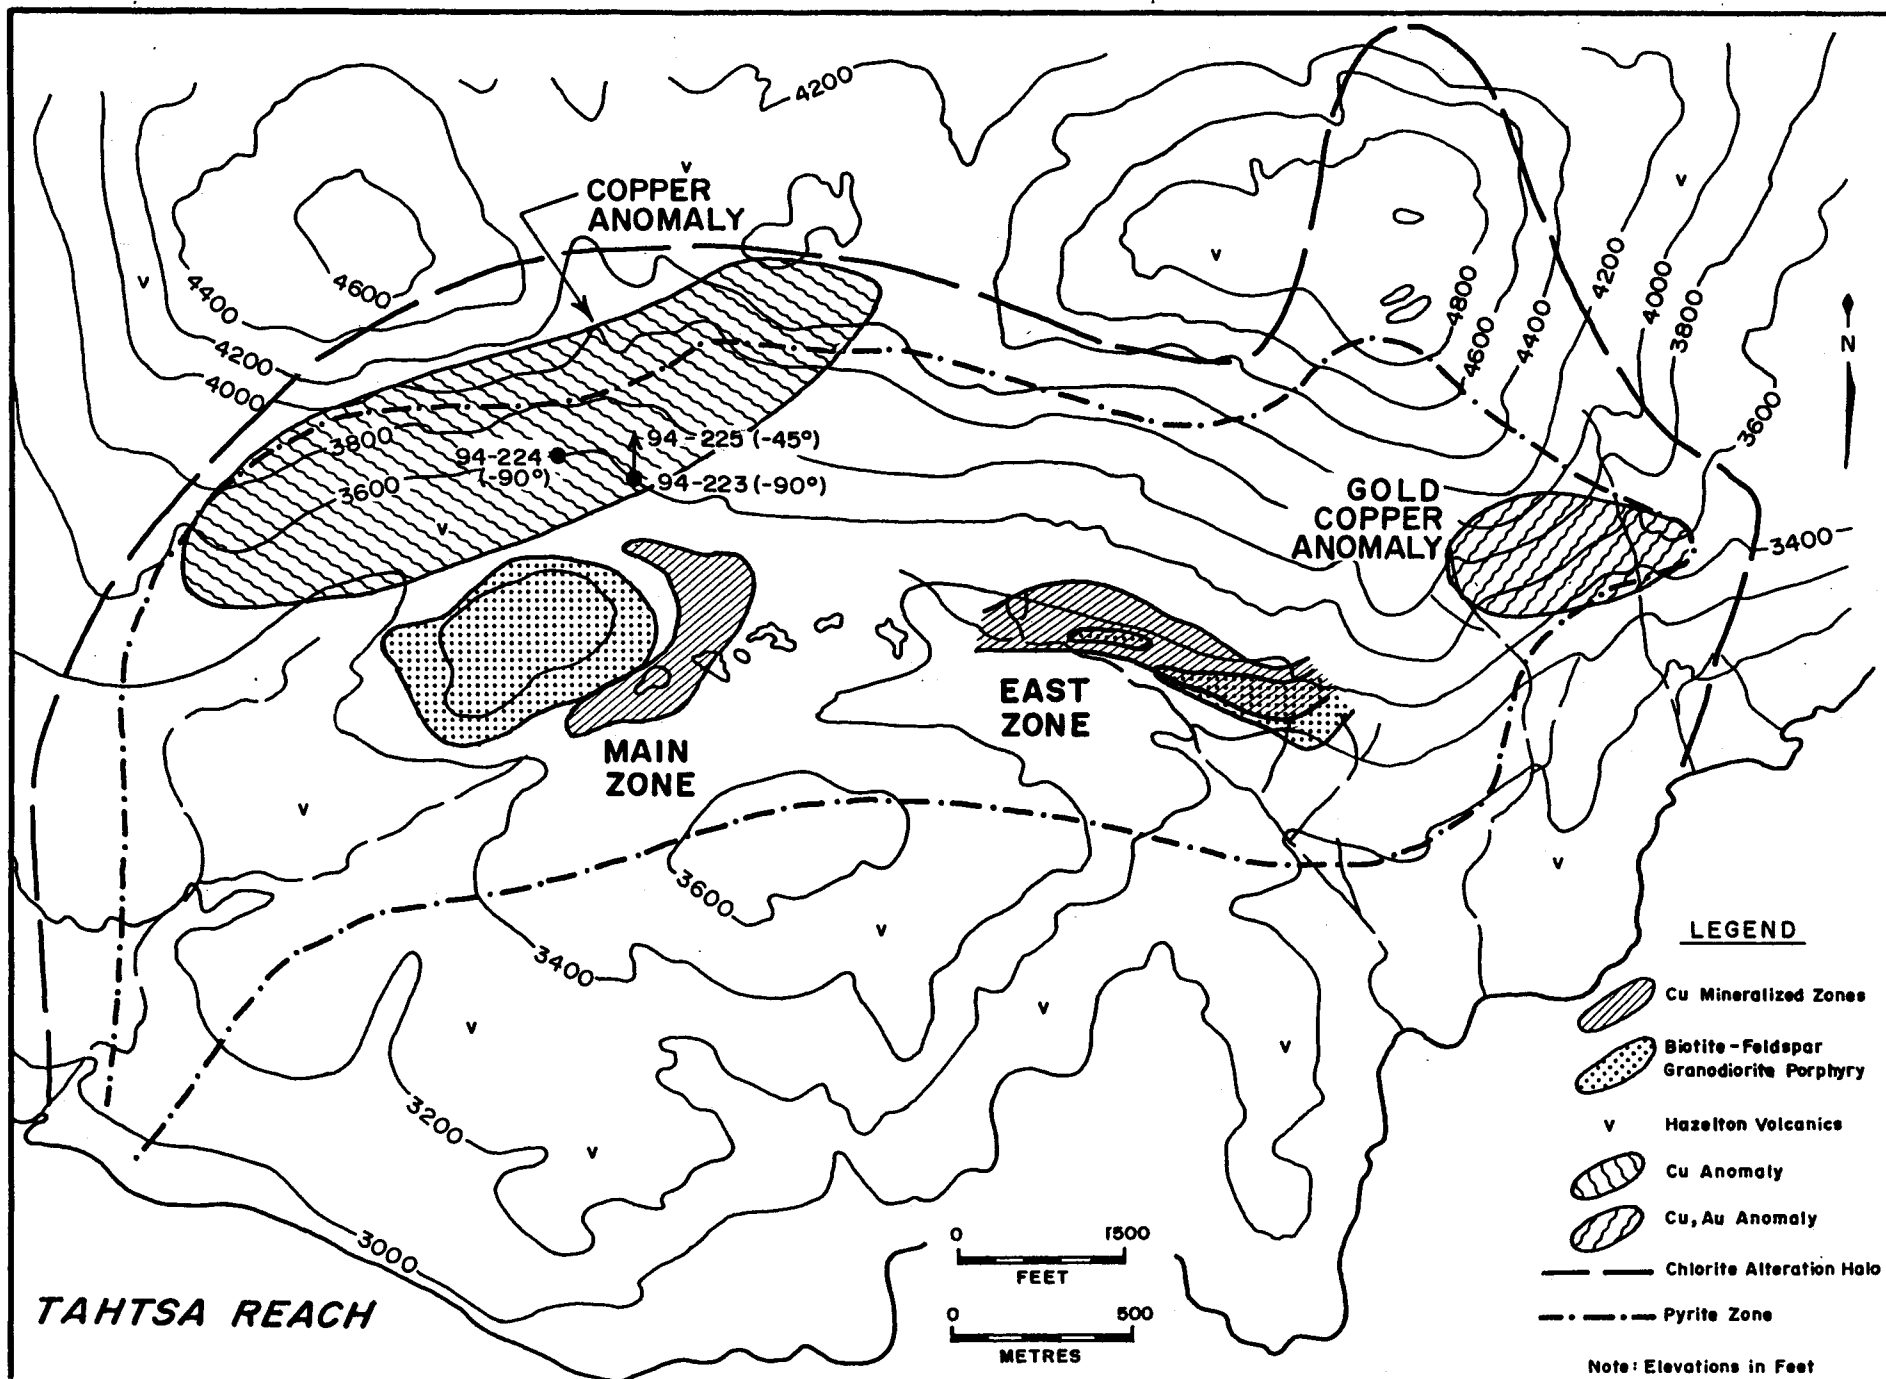 4200
COPPER
ANOMALY
v
v
v
v
4400
4600
4200
4000
4800
4600
4400
4200
4000
3800
3600
N
3800
3600
94-225 (-45°)
94-224
(-90°)
94-223 (-90°)
v
GOLD
COPPER
ANOMALY
3400
EAST
ZONE
MAIN
ZONE
v
v
3600
v
3400
v
v
v
3200
v
3000
TAHTSA REACH
0 1500
FEET
0 500
METRES
LEGEND
Cu Mineralized Zones
Biotite-Feldspar
Granodiorite Porphyry
v Hazelton Volcanics
Cu Anomaly
Cu, Au Anomaly
Chlorite Alteration Halo
Pyrite Zone
Note: Elevations in Feet